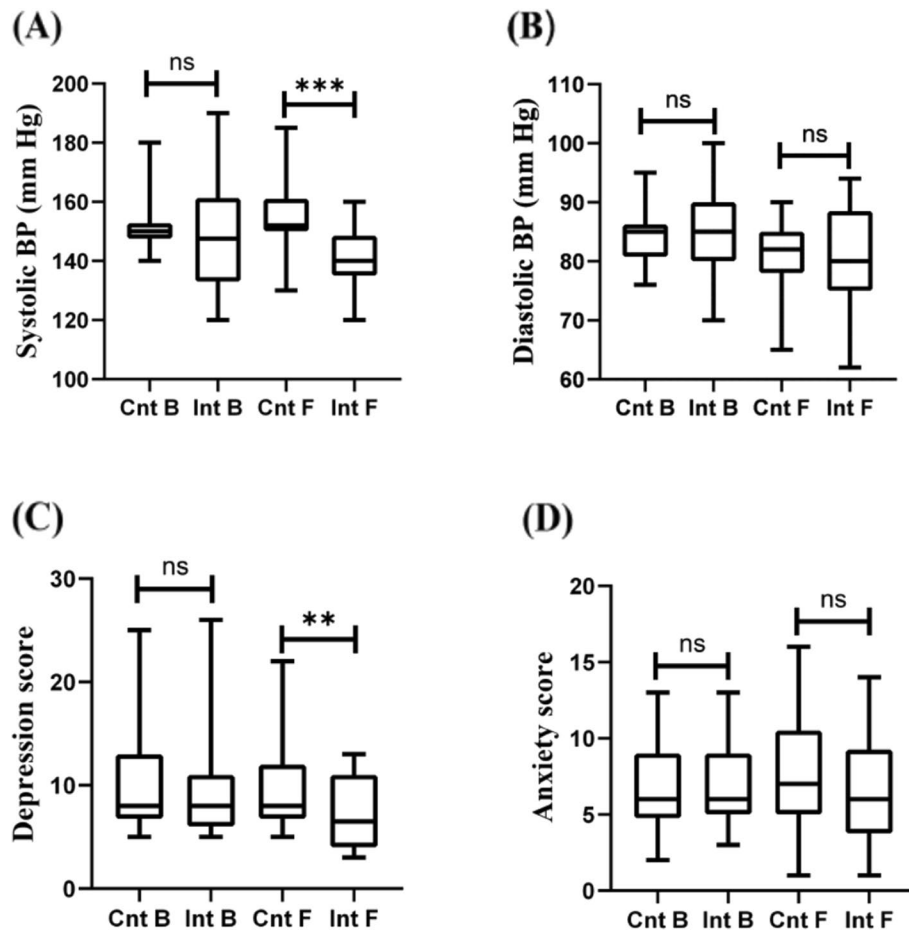 (A)
ns
***
Systolic BP (mm Hg)
200
180
160
140
120
100
Cnt B Int B Cnt F Int F
(B)
ns
ns
Diastolic BP (mm Hg)
110
100
90
80
70
60
Cnt B Int B Cnt F Int F
(C)
ns
**
Depression score
30
20
10
0
Cnt B Int B Cnt F Int F
(D)
ns
ns
Anxiety score
20
15
10
5
0
Cnt B Int B Cnt F Int F